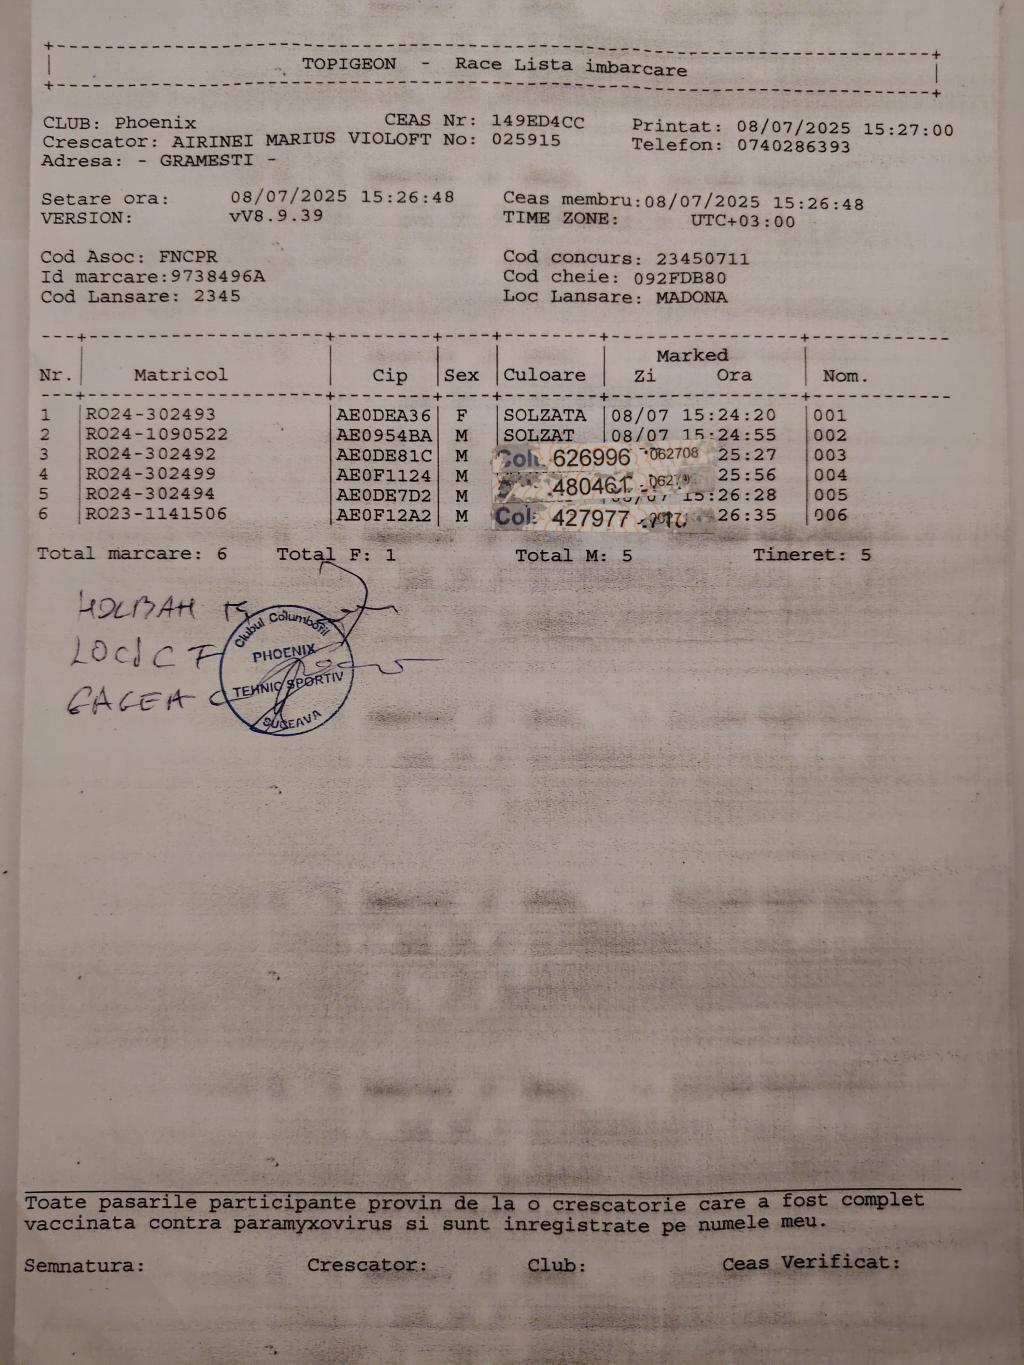 TOPIGEON - Race Lista imbarcare
CLUB: Phoenix CEAS Nr: 149ED4CC Printat: 08/07/2025 15:27:00
Crescator: AIRINEI MARIUS VIOLOFT No: 025915 Telefon: 0740286393
Adresa: - GRAMESTI -
Setare ora: 08/07/2025 15:26:48 Ceas membru:08/07/2025 15:26:48
VERSION: vV8.9.39 TIME ZONE: UTC+03:00
Cod Asoc: FNCPR Cod concurs: 23450711
Id marcare:9738496A Cod cheie: 092FDB80
Cod Lansare: 2345 Loc Lansare: MADONA
Marked
Nr. Matricol Cip Sex Culoare Zi Ora Nom.
1 RO24-302493 AE0DEA36 F SOLZATA 08/07 15:24:20 001
2 RO24-1090522 AE0954BA M SOLZAT 08/07 15:24:55 002
3 RO24-302492 AE0DE81C M Col: 626996 062708 25:27 003
4 RO24-302499 AE0F1124 M 480461 25:56 004
5 RO24-302494 AE0DE7D2 M 15:26:28 005
6 RO23-1141506 AE0F12A2 M Col: 427977 26:35 006
Total marcare: 6 Total F: 1 Total M: 5 Tineret: 5
Clubul Columbofil
PHOENIX
TEHNIC SPORTIV
SUCEAVA
Toate pasarile participante provin de la o crescatorie care a fost complet
vaccinata contra paramyxovirus si sunt inregistrate pe numele meu.
Semnatura: Crescator: Club: Ceas Verificat: